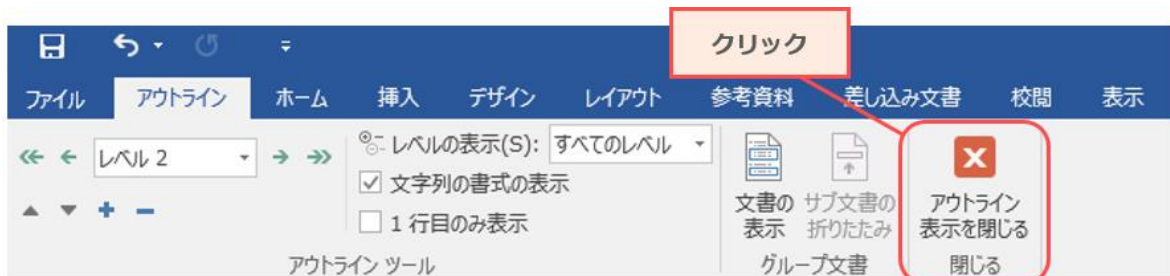 クリック
ファイル アウトライン ホーム 挿入 デザイン レイアウト 参考資料 差し込み文書 校閲 表示
レベル 2
レベルの表示(S): すべてのレベル
文字列の書式の表示
1 行目のみ表示
アウトライン ツール
文書の
表示
サブ文書の
折りたたみ
グループ文書
アウトライン
表示を閉じる
閉じる